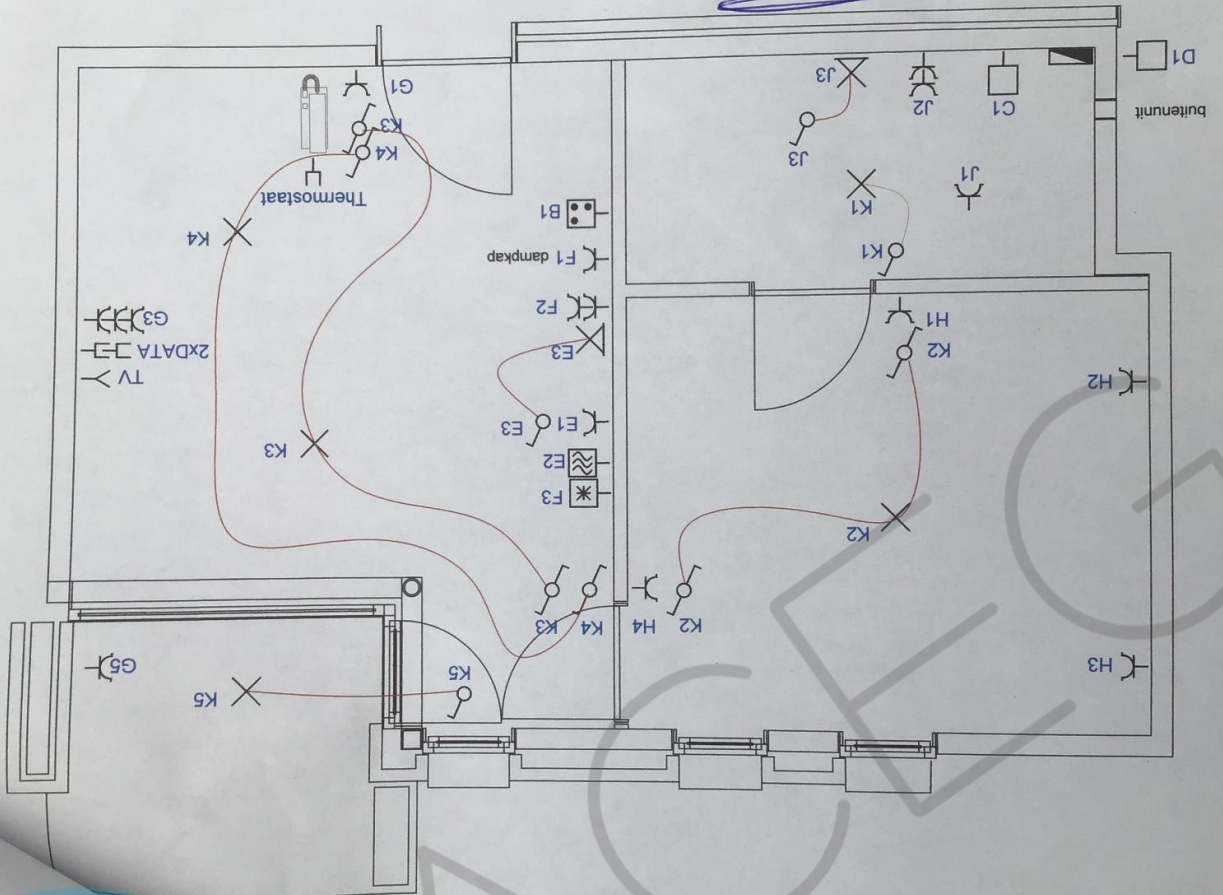 H3
K5
G5
K5
K2
H4
K4
K3
K2
F3
E2
K3
E3
E1
H2
TV
K2
E3
2xDATA
H1
G3
F2
F1 dampkap
K1
K4
B1
K1
Thermostaat
J1
J3
K4
K3
buitenunit
C1
J2
G1
J3
D1
ACEG